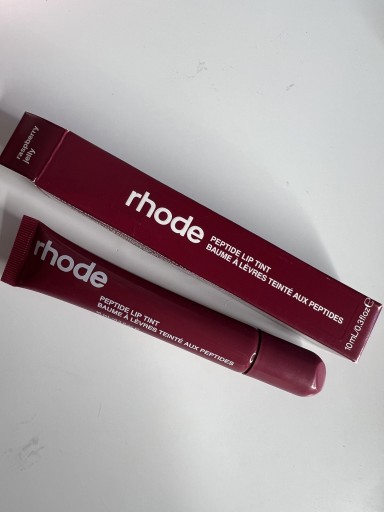 raspberry
jelly
rhode
PEPTIDE LIP TINT
BAUME À LÈVRES TEINTÉ AUX PEPTIDES
10mL/0.3floz
rhode
PEPTIDE LIP TINT
BAUME À LÈVRES TEINTÉ AUX PEPTIDES